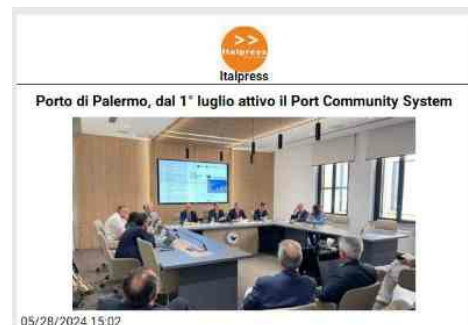 >>
Italpress
Italpress
Porto di Palermo, dal 1° luglio attivo il Port Community System
05/28/2024 15:02